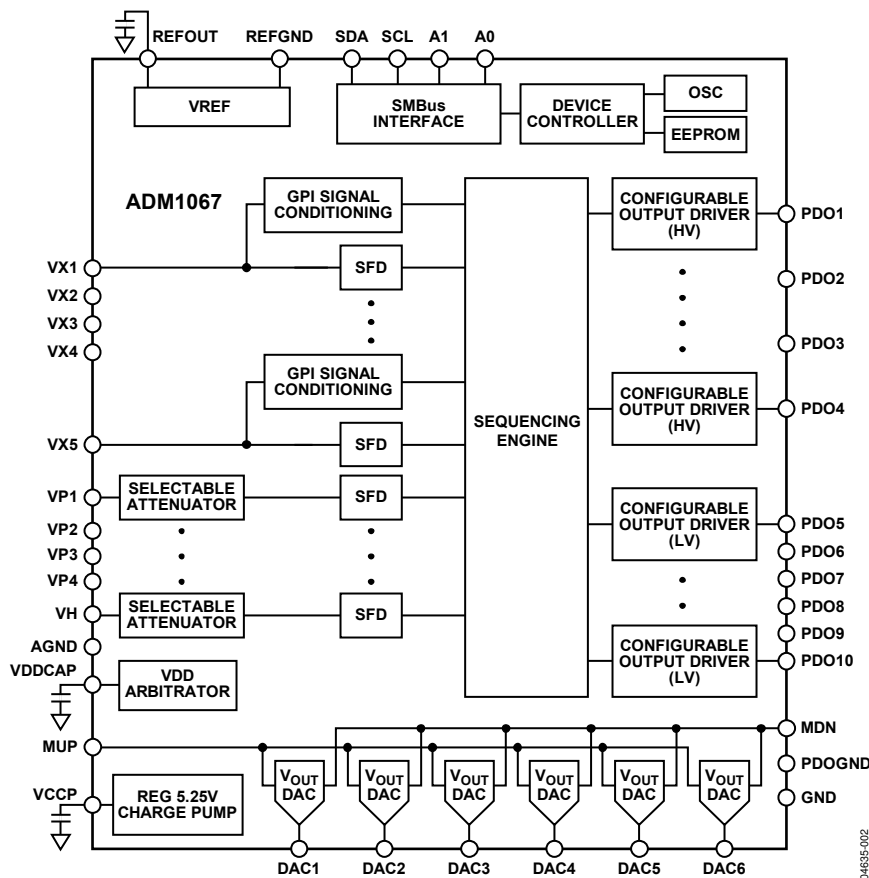 REFOUT REFGND SDA SCL A1 A0
VREF
SMBus
INTERFACE
DEVICE
CONTROLLER
OSC
EEPROM
ADM1067
GPI SIGNAL
CONDITIONING
CONFIGURABLE
OUTPUT DRIVER
(HV)
PDO1
VX1
SFD
PDO2
VX2
VX3
PDO3
VX4
GPI SIGNAL
CONDITIONING
CONFIGURABLE
OUTPUT DRIVER
(HV)
PDO4
SEQUENCING
ENGINE
VX5
SFD
VP1
SELECTABLE
ATTENUATOR
SFD
CONFIGURABLE
OUTPUT DRIVER
(LV)
PDO5
VP2
PDO6
VP3
PDO7
VP4
PDO8
VH
SELECTABLE
ATTENUATOR
SFD
PDO9
AGND
CONFIGURABLE
OUTPUT DRIVER
(LV)
PDO10
VDDCAP
VDD
ARBITRATOR
MDN
MUP
PDOGND
VOUT
DAC
VOUT
DAC
VOUT
DAC
VOUT
DAC
VOUT
DAC
VOUT
DAC
VCCP
REG 5.25V
CHARGE PUMP
GND
DAC1 DAC2 DAC3 DAC4 DAC5 DAC6
04635-002